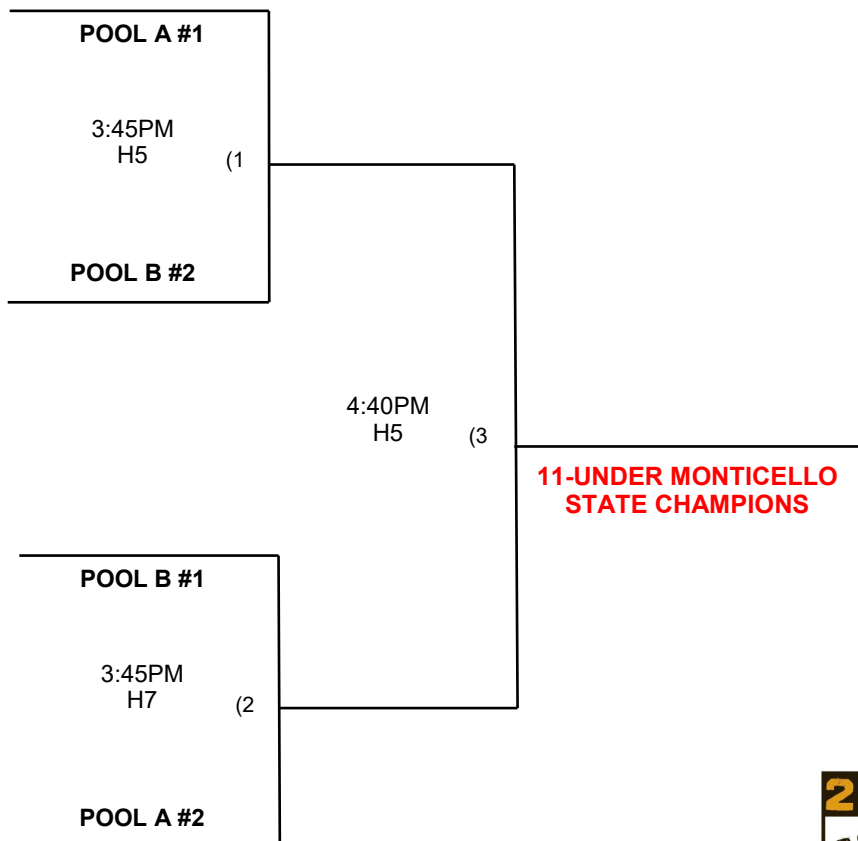 POOL A #1
3:45PM
H5
(1
POOL B #2
4:40PM
H5
(3
11-UNDER MONTICELLO
STATE CHAMPIONS
POOL B #1
3:45PM
H7
(2
POOL A #2
2